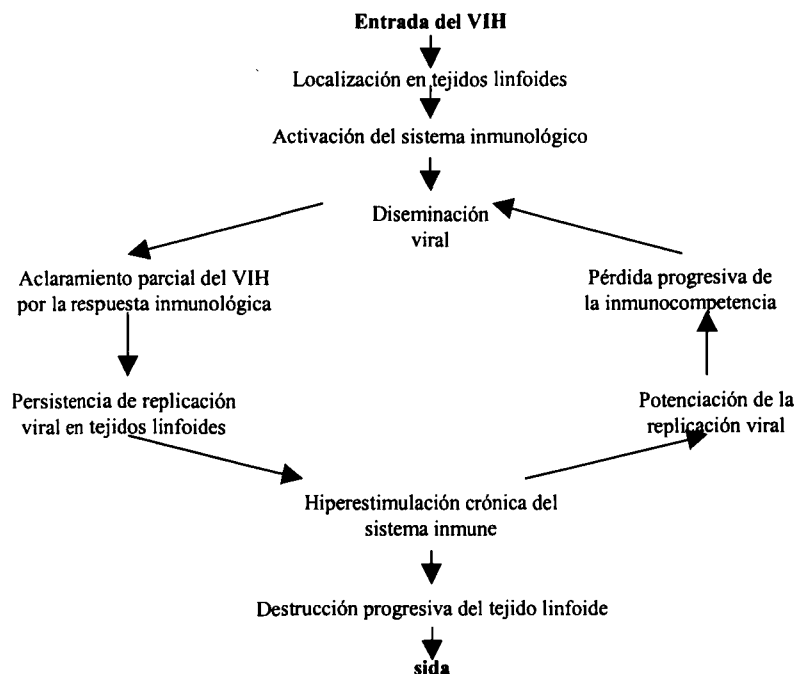 Entrada del VIH
Localización en tejidos linfoides
Activación del sistema inmunológico
Diseminación
viral
Aclaramiento parcial del VIH
por la respuesta inmunológica
Pérdida progresiva de
la inmunocompetencia
Persistencia de replicación
viral en tejidos linfoides
Potenciación de la
replicación viral
Hiperestimulación crónica del
sistema inmune
Destrucción progresiva del tejido linfoide
sida